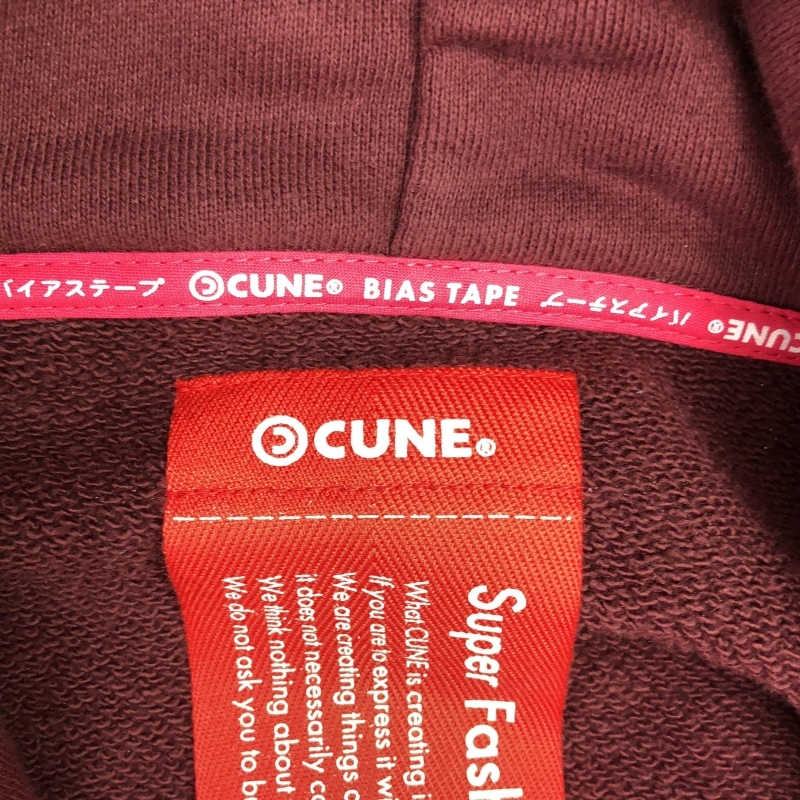 バイアステープ ©CUNE® BIAS TAPE バイアステープ ©CUNE®
©CUNE®
Super
What CUNE is creating
If you are to express it
We are creating things
it does not necessarily
We think nothing about
We do not ask you to